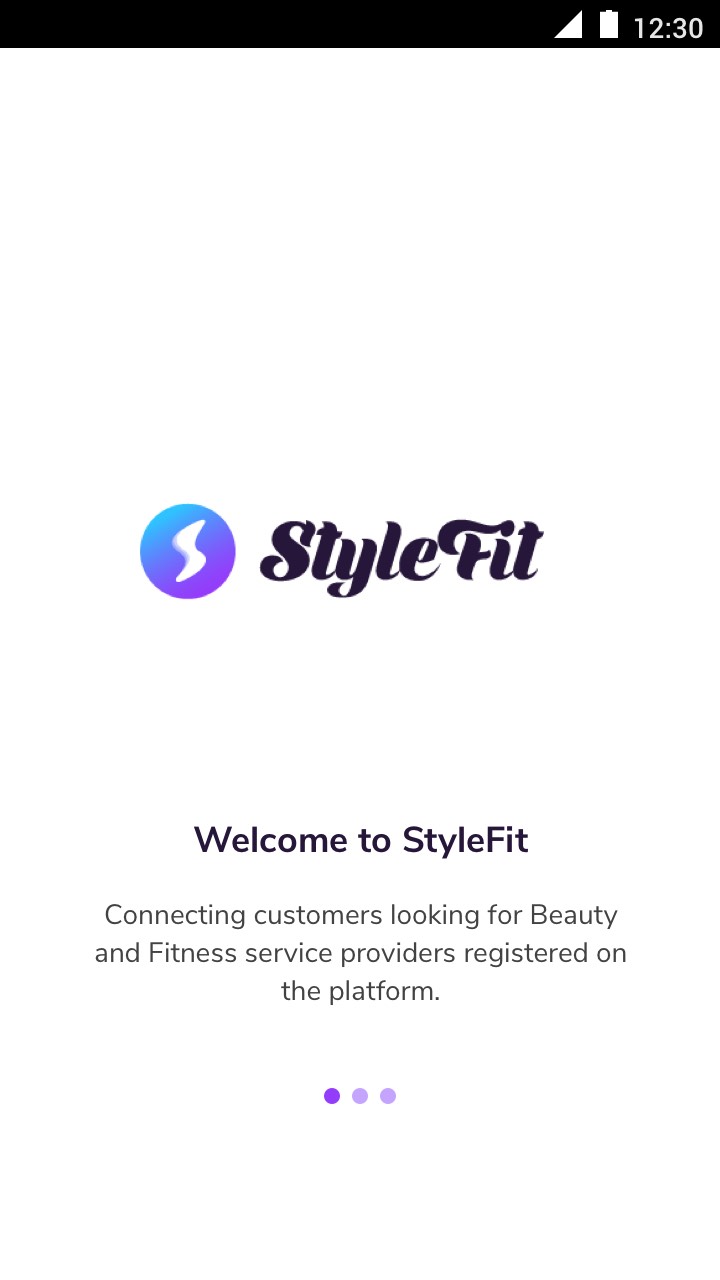 12:30
StyleFit
Welcome to StyleFit
Connecting customers looking for Beauty
and Fitness service providers registered on
the platform.